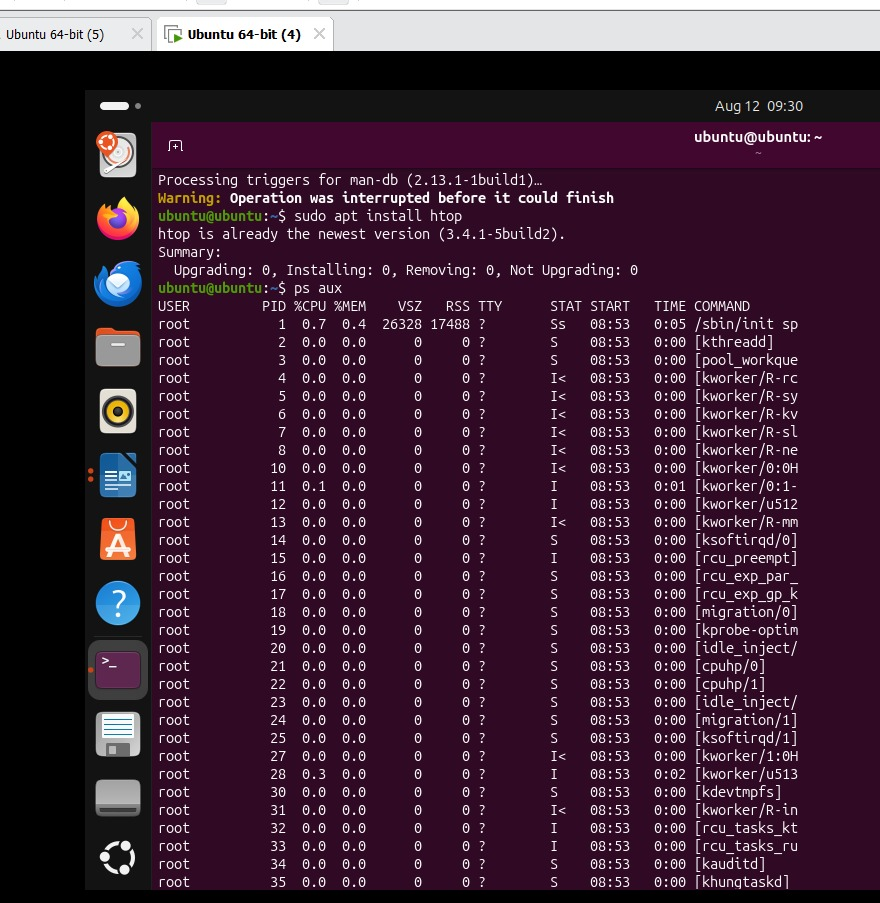 Ubuntu 64-bit (5)
Ubuntu 64-bit (4)
Aug 12 09:30
ubuntu@ubuntu: ~
~
Processing triggers for man-db (2.13.1-1build1)…
Warning: Operation was interrupted before it could finish
ubuntu@ubuntu:~$ sudo apt install htop
htop is already the newest version (3.4.1-5build2).
Summary:
  Upgrading: 0, Installing: 0, Removing: 0, Not Upgrading: 0
ubuntu@ubuntu:~$ ps aux
USER         PID %CPU %MEM    VSZ   RSS TTY      STAT START   TIME COMMAND
root           1  0.7  0.4  26328 17488 ?        Ss   08:53   0:05 /sbin/init sp
root           2  0.0  0.0      0     0 ?        S    08:53   0:00 [kthreadd]
root           3  0.0  0.0      0     0 ?        S    08:53   0:00 [pool_workque
root           4  0.0  0.0      0     0 ?        I<   08:53   0:00 [kworker/R-rc
root           5  0.0  0.0      0     0 ?        I<   08:53   0:00 [kworker/R-sy
root           6  0.0  0.0      0     0 ?        I<   08:53   0:00 [kworker/R-kv
root           7  0.0  0.0      0     0 ?        I<   08:53   0:00 [kworker/R-sl
root           8  0.0  0.0      0     0 ?        I<   08:53   0:00 [kworker/R-ne
root          10  0.0  0.0      0     0 ?        I<   08:53   0:00 [kworker/0:0H
root          11  0.1  0.0      0     0 ?        I    08:53   0:01 [kworker/0:1-
root          12  0.0  0.0      0     0 ?        I    08:53   0:00 [kworker/u512
root          13  0.0  0.0      0     0 ?        I<   08:53   0:00 [kworker/R-mm
root          14  0.0  0.0      0     0 ?        S    08:53   0:00 [ksoftirqd/0]
root          15  0.0  0.0      0     0 ?        I    08:53   0:00 [rcu_preempt]
root          16  0.0  0.0      0     0 ?        S    08:53   0:00 [rcu_exp_par_
root          17  0.0  0.0      0     0 ?        S    08:53   0:00 [rcu_exp_gp_k
root          18  0.0  0.0      0     0 ?        S    08:53   0:00 [migration/0]
root          19  0.0  0.0      0     0 ?        S    08:53   0:00 [kprobe-optim
root          20  0.0  0.0      0     0 ?        S    08:53   0:00 [idle_inject/
root          21  0.0  0.0      0     0 ?        S    08:53   0:00 [cpuhp/0]
root          22  0.0  0.0      0     0 ?        S    08:53   0:00 [cpuhp/1]
root          23  0.0  0.0      0     0 ?        S    08:53   0:00 [idle_inject/
root          24  0.0  0.0      0     0 ?        S    08:53   0:00 [migration/1]
root          25  0.0  0.0      0     0 ?        S    08:53   0:00 [ksoftirqd/1]
root          27  0.0  0.0      0     0 ?        I<   08:53   0:00 [kworker/1:0H
root          28  0.3  0.0      0     0 ?        I    08:53   0:02 [kworker/u513
root          30  0.0  0.0      0     0 ?        S    08:53   0:00 [kdevtmpfs]
root          31  0.0  0.0      0     0 ?        I<   08:53   0:00 [kworker/R-in
root          32  0.0  0.0      0     0 ?        I    08:53   0:00 [rcu_tasks_kt
root          33  0.0  0.0      0     0 ?        I    08:53   0:00 [rcu_tasks_ru
root          34  0.0  0.0      0     0 ?        S    08:53   0:00 [kauditd]
root          35  0.0  0.0      0     0 ?        S    08:53   0:00 [khungtaskd]